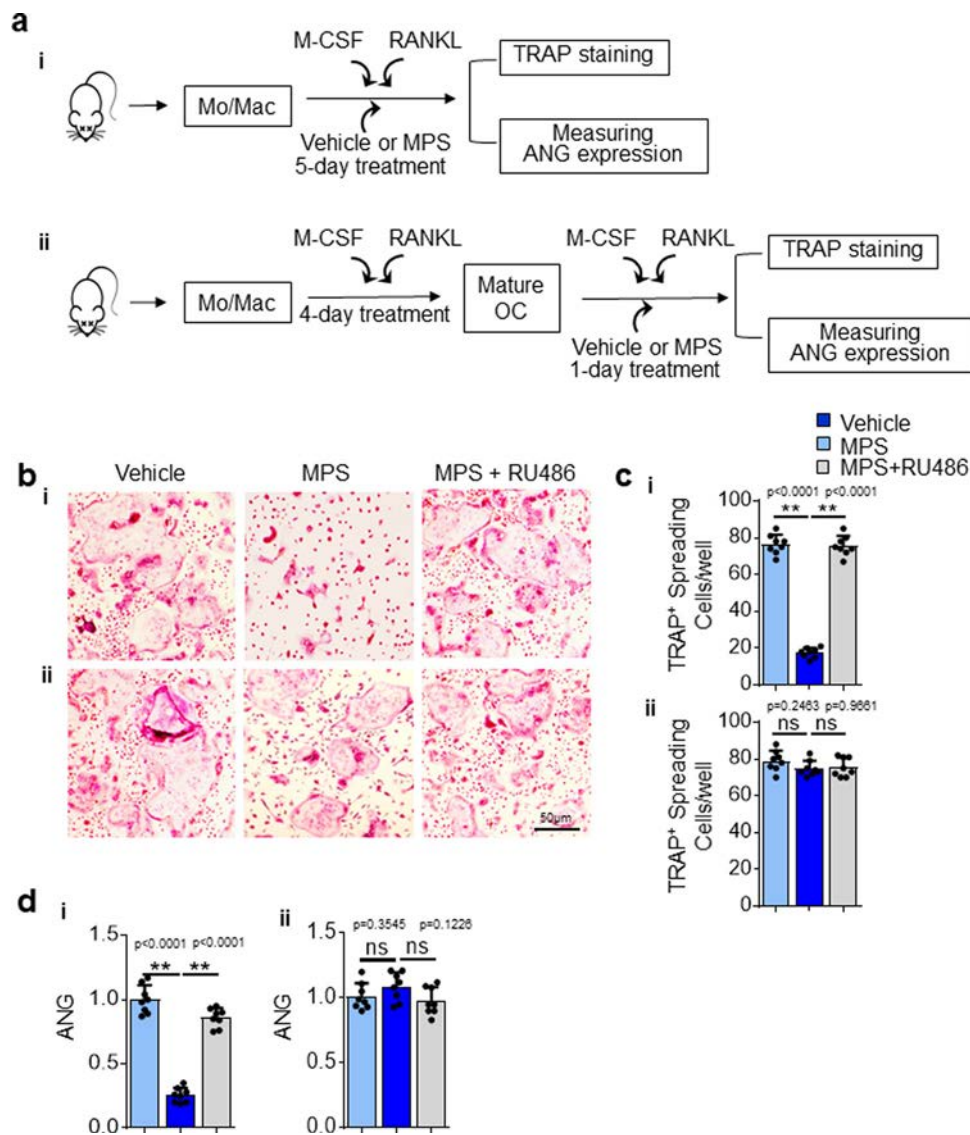 a
i
M-CSF RANKL
Mo/Mac
Vehicle or MPS
5-day treatment
TRAP staining
Measuring
ANG expression
ii
M-CSF RANKL
Mo/Mac
4-day treatment
Mature
OC
M-CSF RANKL
Vehicle or MPS
1-day treatment
TRAP staining
Measuring
ANG expression
Vehicle
MPS
MPS+RU486
b
Vehicle MPS MPS + RU486
i
ii
50μm
c
i
TRAP⁺ Spreading
Cells/well
100
80
60
40
20
0
p<0.0001 p<0.0001
** **
ii
TRAP⁺ Spreading
Cells/well
100
80
60
40
20
0
p=0.2463 p=0.9661
ns ns
d
i
ANG
1.5
1.0
0.5
0.0
p<0.0001 p<0.0001
** **
ii
ANG
1.5
1.0
0.5
0.0
p=0.3545 p=0.1226
ns ns